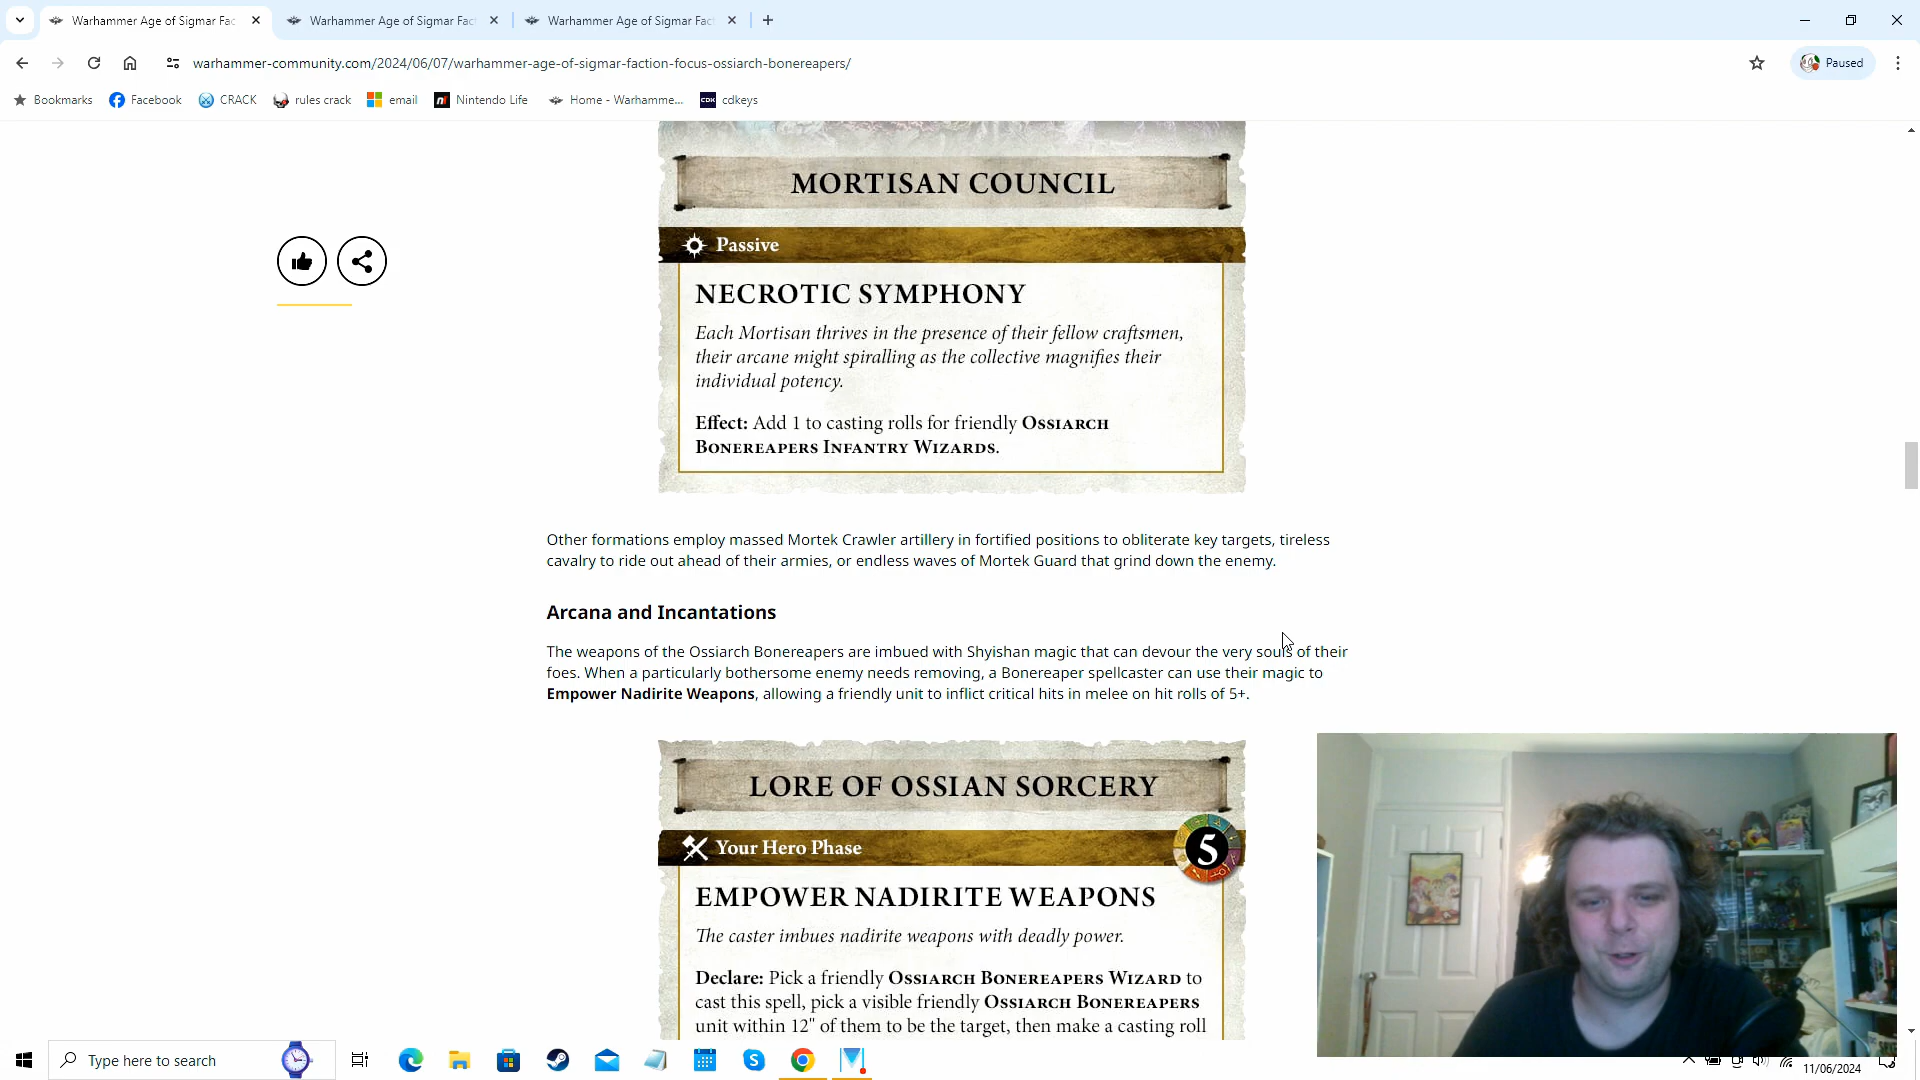 Warhammer Age of Sigmar Fac
Warhammer Age of Sigmar Fac
Warhammer Age of Sigmar Fac
warhammer-community.com/2024/06/07/warhammer-age-of-sigmar-faction-focus-ossiarch-bonereapers/
Paused
Bookmarks
Facebook
CRACK
rules crack
email
Nintendo Life
Home - Warhamme...
CDK
cdkeys
MORTISAN COUNCIL
Passive
NECROTIC SYMPHONY
Each Mortisan thrives in the presence of their fellow craftsmen,
their arcane might spiralling as the collective magnifies their
individual potency.
Effect: Add 1 to casting rolls for friendly OSSIARCH
BONEREAPERS INFANTRY WIZARDS.
Other formations employ massed Mortek Crawler artillery in fortified positions to obliterate key targets, tireless
cavalry to ride out ahead of their armies, or endless waves of Mortek Guard that grind down the enemy.
Arcana and Incantations
The weapons of the Ossiarch Bonereapers are imbued with Shyishan magic that can devour the very souls of their
foes. When a particularly bothersome enemy needs removing, a Bonereaper spellcaster can use their magic to
Empower Nadirite Weapons, allowing a friendly unit to inflict critical hits in melee on hit rolls of 5+.
LORE OF OSSIAN SORCERY
Your Hero Phase
5
EMPOWER NADIRITE WEAPONS
The caster imbues nadirite weapons with deadly power.
Declare: Pick a friendly OSSIARCH BONEREAPERS WIZARD to
cast this spell, pick a visible friendly OSSIARCH BONEREAPERS
unit within 12" of them to be the target, then make a casting roll
Type here to search
11/06/2024